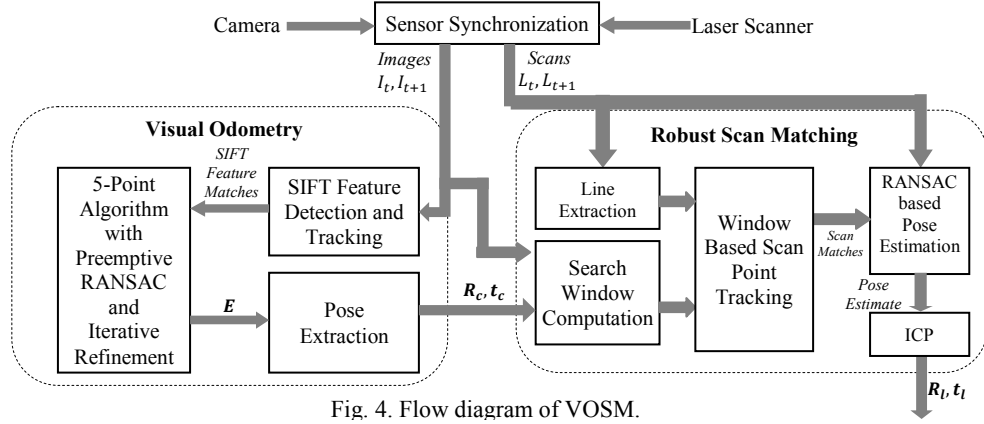 Camera
Sensor Synchronization
Laser Scanner
Images
I_t, I_{t+1}
Scans
L_t, L_{t+1}
Visual Odometry
SIFT
Feature
Matches
5-Point
Algorithm
with
Preemptive
RANSAC
and
Iterative
Refinement
SIFT Feature
Detection and
Tracking
E
Pose
Extraction
R_c, t_c
Robust Scan Matching
Line
Extraction
Search
Window
Computation
Window
Based Scan
Point
Tracking
Scan
Matches
RANSAC
based
Pose
Estimation
Pose
Estimate
ICP
R_l, t_l
Fig. 4. Flow diagram of VOSM.